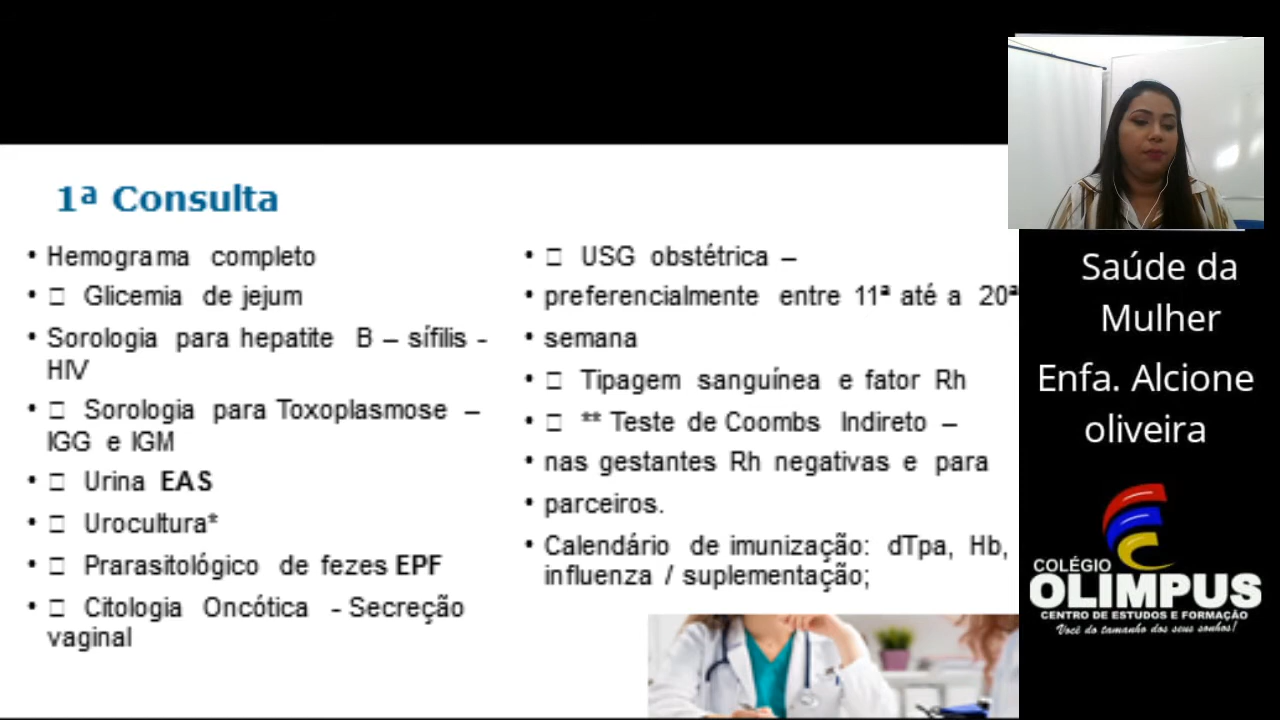 1ª Consulta
• Hemograma completo
• □ Glicemia de jejum
• Sorologia para hepatite B – sífilis -
HIV
• □ Sorologia para Toxoplasmose –
IGG e IGM
• □ Urina EAS
• □ Urocultura*
• □ Prarasitológico de fezes EPF
• □ Citologia Oncótica - Secreção
vaginal
• □ USG obstétrica –
• preferencialmente entre 11ª até a 20ª
• semana
• □ Tipagem sanguínea e fator Rh
• □ ** Teste de Coombs Indireto –
• nas gestantes Rh negativas e para
• parceiros.
• Calendário de imunização: dTpa, Hb,
influenza / suplementação;
Saúde da
Mulher
Enfa. Alcione
oliveira
COLÉGIO
OLIMPUS
CENTRO DE ESTUDOS E FORMAÇÃO
Você do tamanho dos seus sonhos!